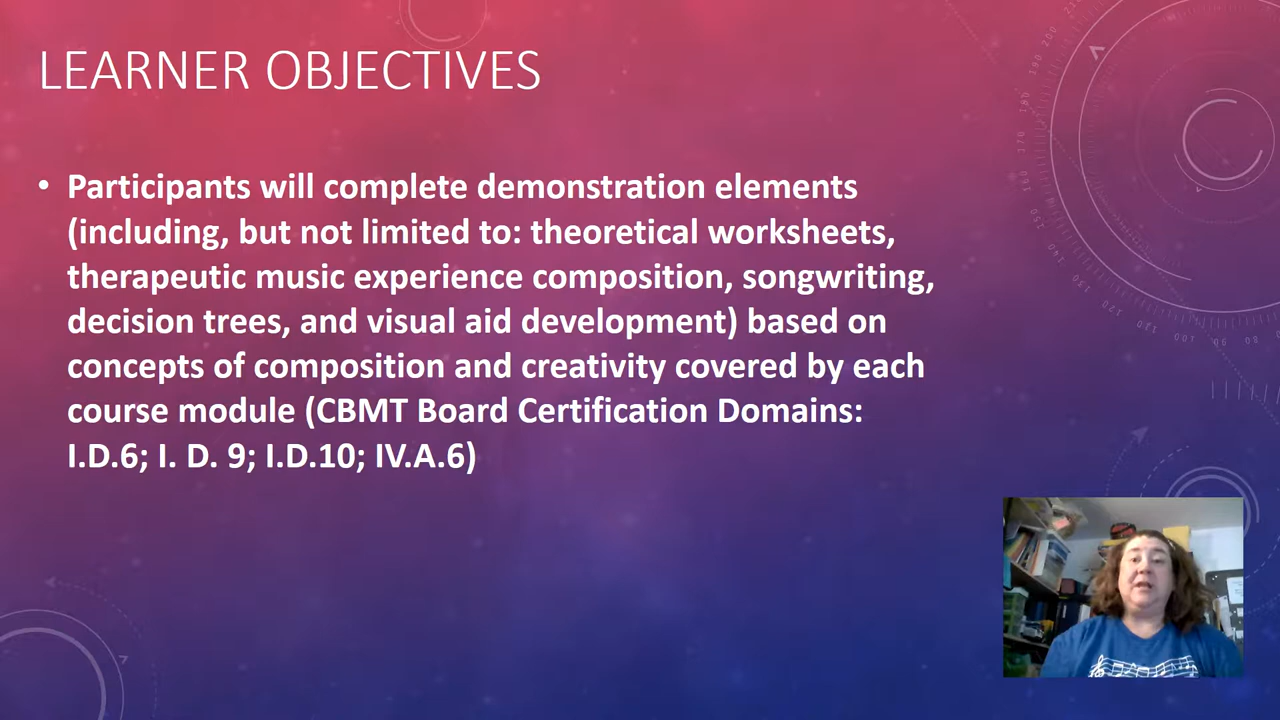 LEARNER OBJECTIVES
• Participants will complete demonstration elements
(including, but not limited to: theoretical worksheets,
therapeutic music experience composition, songwriting,
decision trees, and visual aid development) based on
concepts of composition and creativity covered by each
course module (CBMT Board Certification Domains:
I.D.6; I. D. 9; I.D.10; IV.A.6)